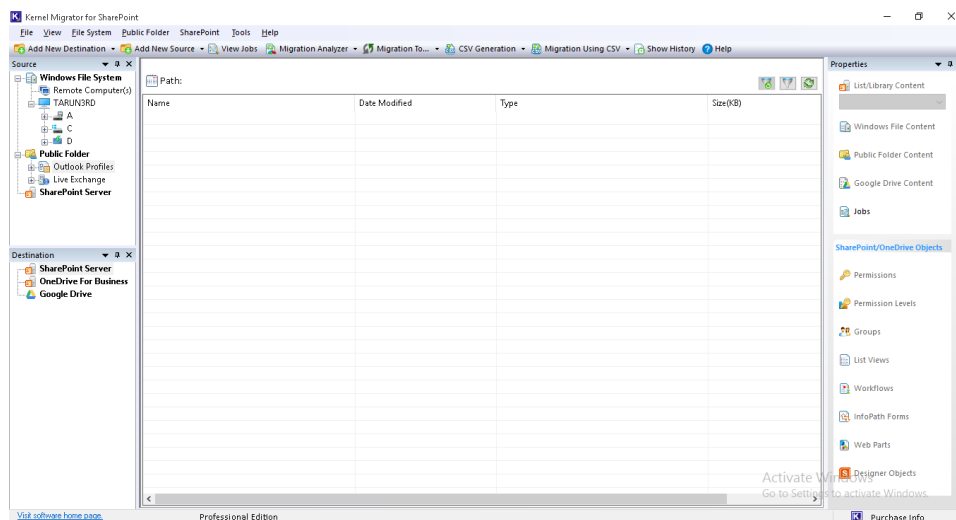 Kernel Migrator for SharePoint
File View File System Public Folder SharePoint Tools Help
Add New Destination Add New Source View Jobs Migration Analyzer Migration To... CSV Generation Migration Using CSV Show History Help
Source
Windows File System
Remote Computer(s)
TARUN3RD
A
C
D
Public Folder
Outlook Profiles
Live Exchange
SharePoint Server
Destination
SharePoint Server
OneDrive For Business
Google Drive
Path:
Name Date Modified Type Size(KB)
Properties
List/Library Content
Windows File Content
Public Folder Content
Google Drive Content
Jobs
SharePoint/OneDrive Objects
Permissions
Permission Levels
Groups
List Views
Workflows
InfoPath Forms
Web Parts
Designer Objects
Activate Windows
Go to Settings to activate Windows.
Visit software home page. Professional Edition Purchase Info